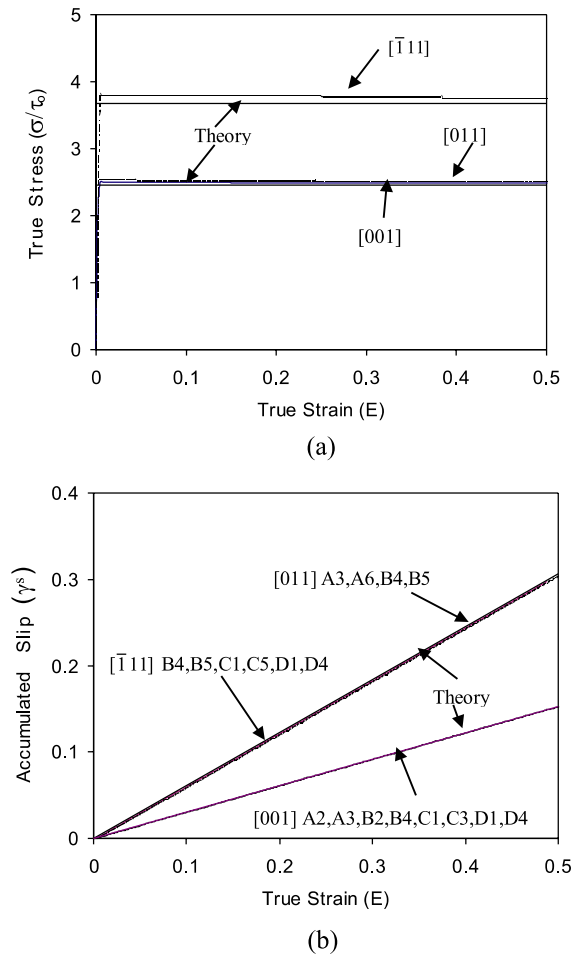 5
4
3
2
1
0
True Stress (σ/τₒ)
[1̅11]
Theory
[011]
[001]
0 0.1 0.2 0.3 0.4 0.5
True Strain (E)
(a)
0.4
0.3
0.2
0.1
0
Accumulated Slip (γˢ)
[011] A3,A6,B4,B5
[1̅11] B4,B5,C1,C5,D1,D4
Theory
[001] A2,A3,B2,B4,C1,C3,D1,D4
0 0.1 0.2 0.3 0.4 0.5
True Strain (E)
(b)